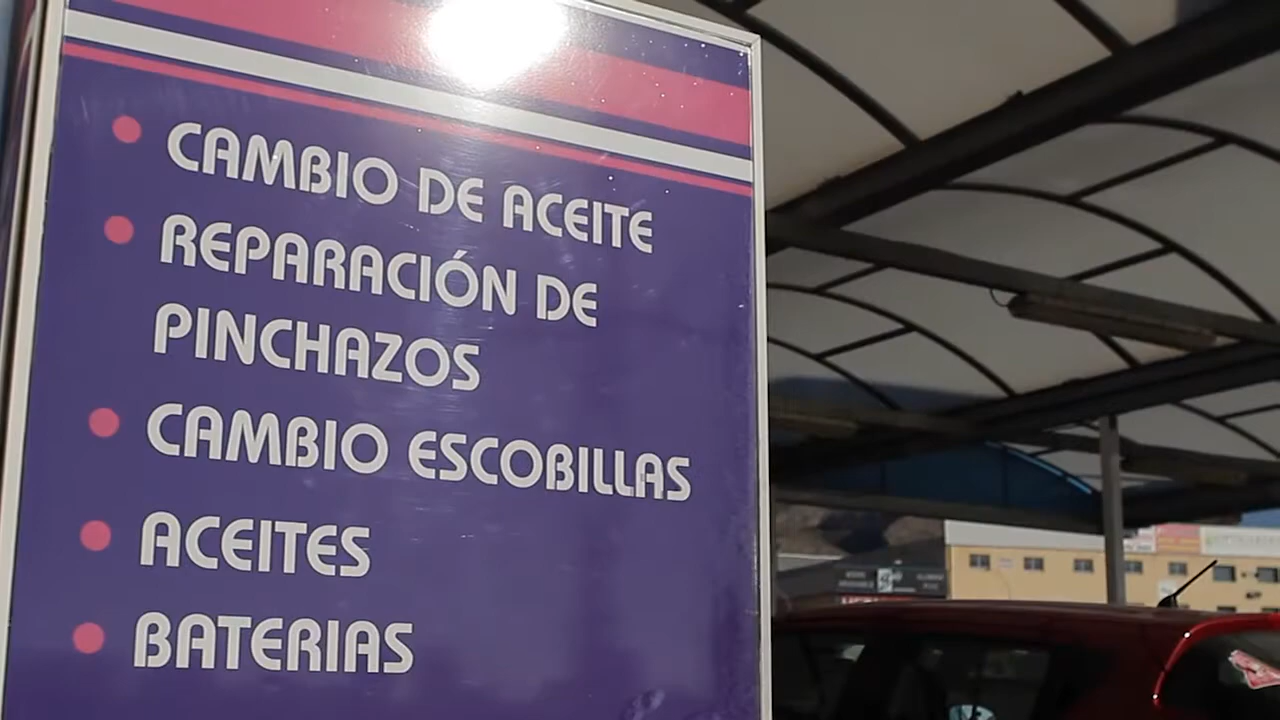 CAMBIO DE ACEITE
REPARACIÓN DE
PINCHAZOS
CAMBIO ESCOBILLAS
ACEITES
BATERIAS